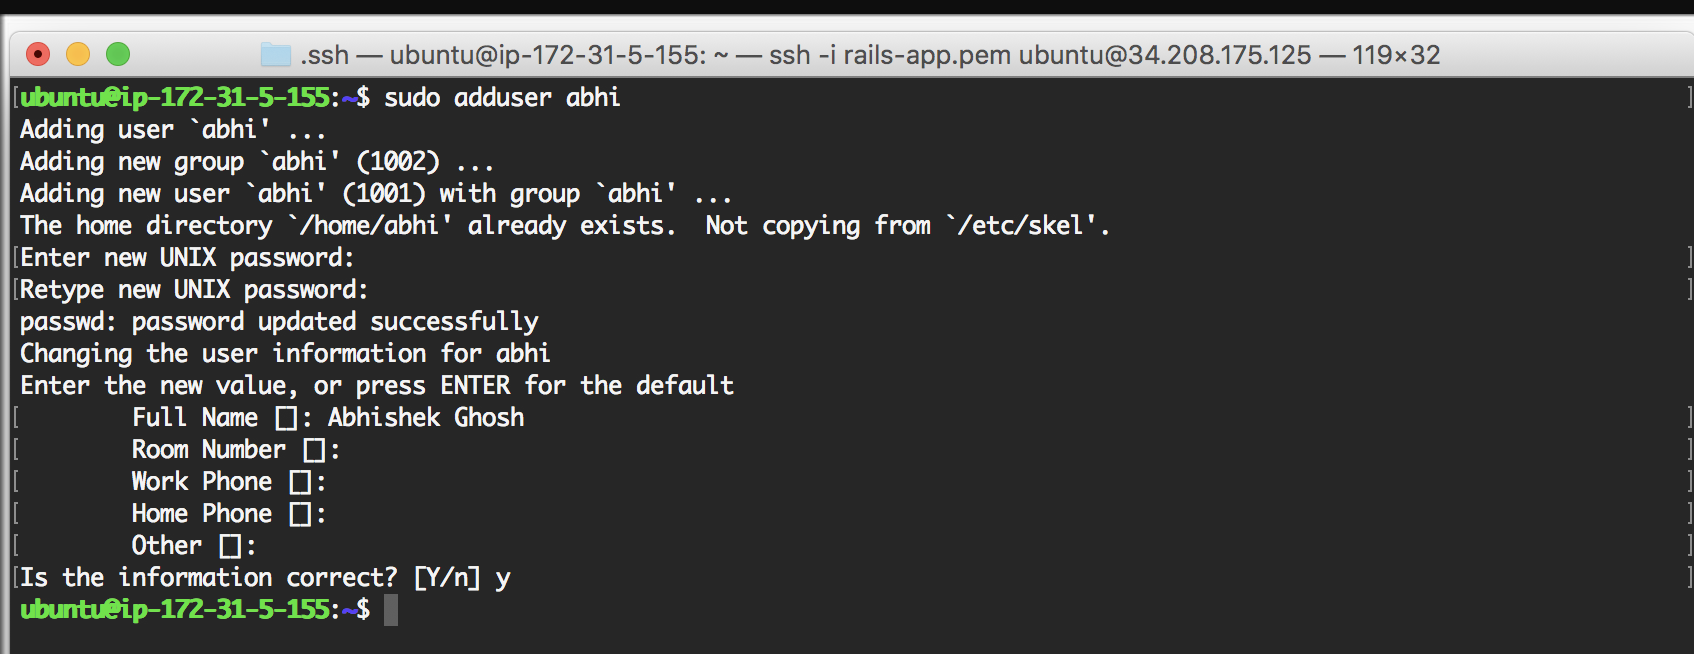 .ssh — ubuntu@ip-172-31-5-155: ~ — ssh -i rails-app.pem ubuntu@34.208.175.125 — 119×32
[ubuntu@ip-172-31-5-155:~$ sudo adduser abhi ]
Adding user `abhi' ...
Adding new group `abhi' (1002) ...
Adding new user `abhi' (1001) with group `abhi' ...
The home directory `/home/abhi' already exists.  Not copying from `/etc/skel'.
[Enter new UNIX password: ]
[Retype new UNIX password: ]
passwd: password updated successfully
Changing the user information for abhi
Enter the new value, or press ENTER for the default
[        Full Name []: Abhishek Ghosh ]
[        Room Number []: ]
[        Work Phone []: ]
[        Home Phone []: ]
[        Other []: ]
[Is the information correct? [Y/n] y ]
ubuntu@ip-172-31-5-155:~$